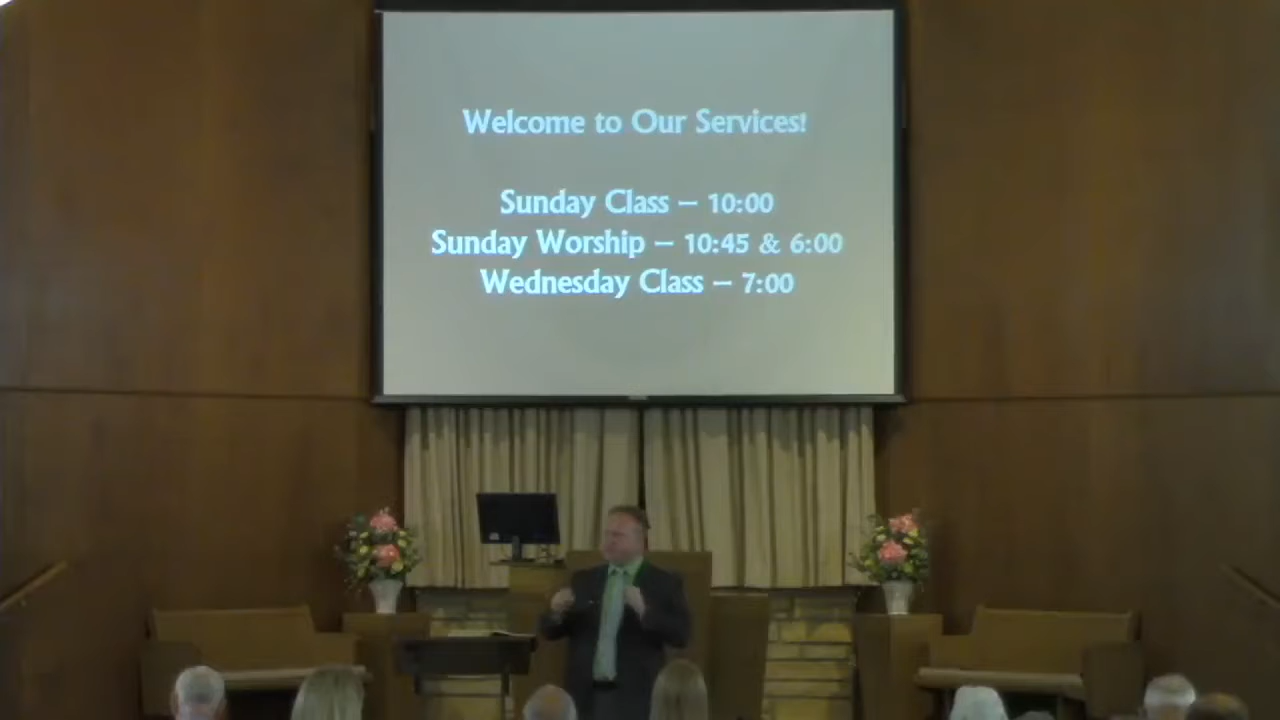 Welcome to Our Services!
Sunday Class – 10:00
Sunday Worship – 10:45 & 6:00
Wednesday Class – 7:00